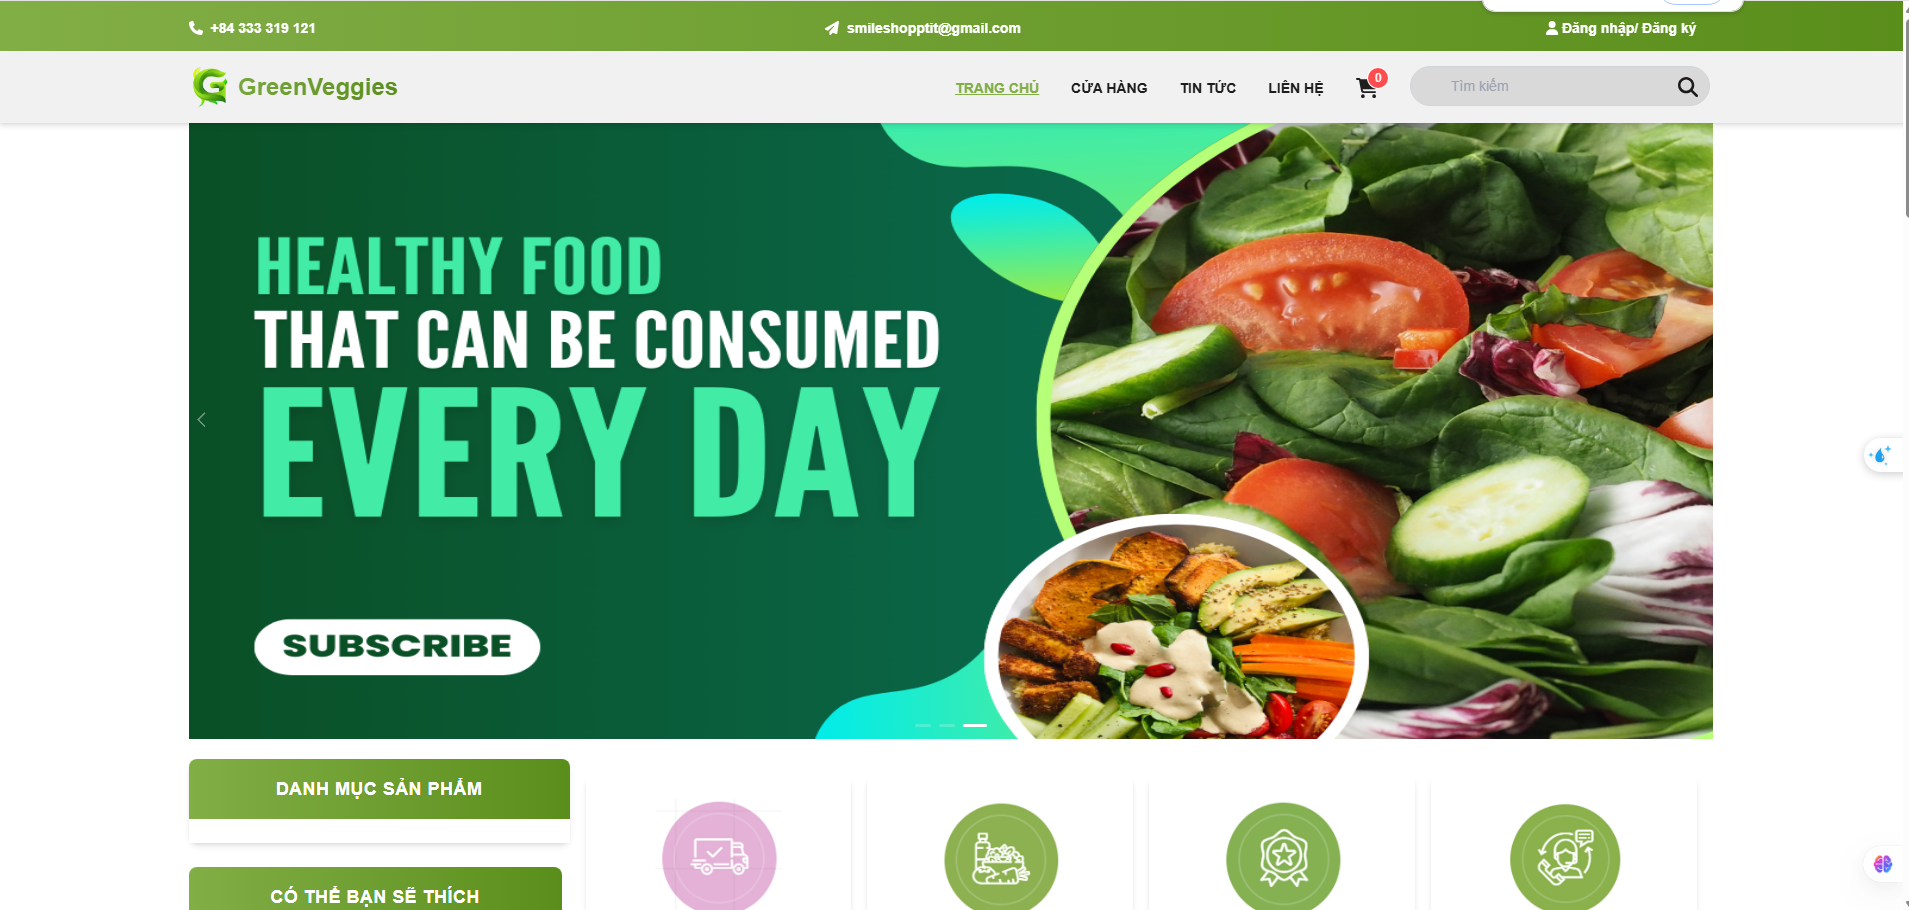 +84 333 319 121
smileshopptit@gmail.com
Đăng nhập/ Đăng ký
GreenVeggies
TRANG CHỦ
CỬA HÀNG
TIN TỨC
LIÊN HỆ
0
Tìm kiếm
HEALTHY FOOD
THAT CAN BE CONSUMED
EVERY DAY
SUBSCRIBE
DANH MỤC SẢN PHẨM
CÓ THỂ BẠN SẼ THÍCH